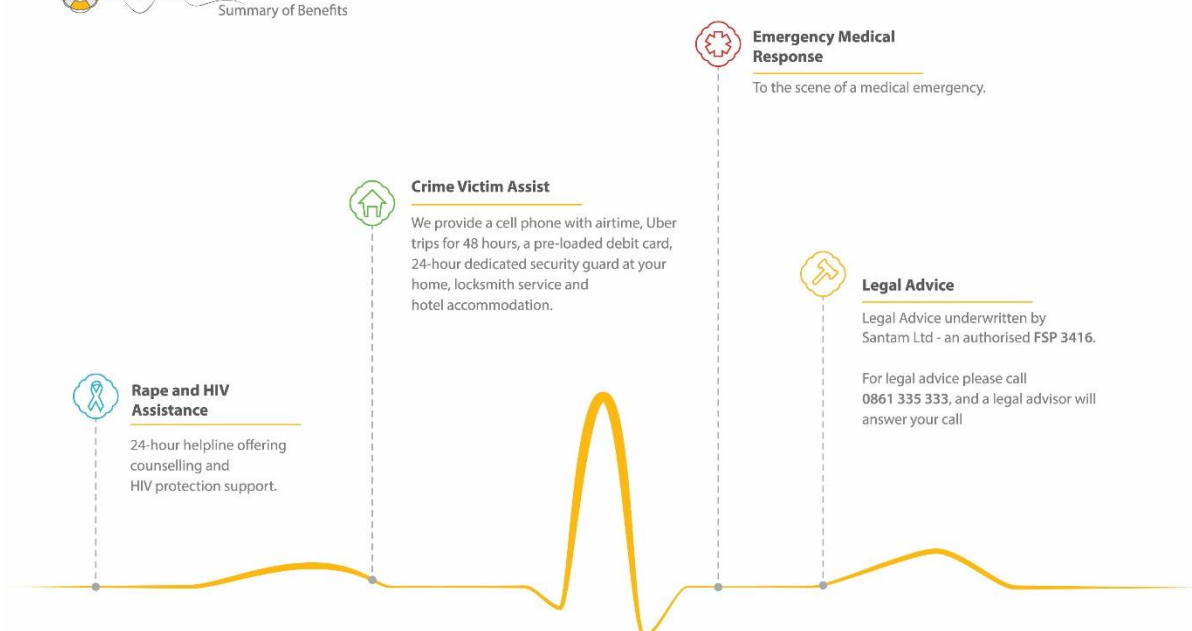 Summary of Benefits
Emergency Medical
Response
To the scene of a medical emergency.
Crime Victim Assist
We provide a cell phone with airtime, Uber
trips for 48 hours, a pre-loaded debit card,
24-hour dedicated security guard at your
home, locksmith service and
hotel accommodation.
Legal Advice
Legal Advice underwritten by
Santam Ltd - an authorised FSP 3416.
For legal advice please call
0861 335 333, and a legal advisor will
answer your call
Rape and HIV
Assistance
24-hour helpline offering
counselling and
HIV protection support.